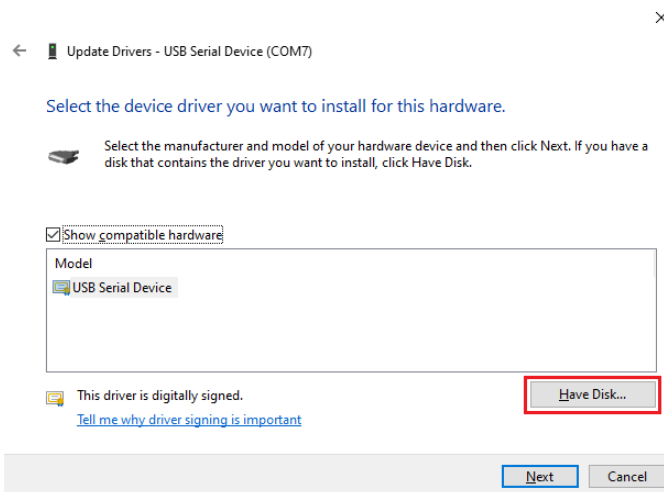 Update Drivers - USB Serial Device (COM7)
Select the device driver you want to install for this hardware.
Select the manufacturer and model of your hardware device and then click Next. If you have a
disk that contains the driver you want to install, click Have Disk.
Show compatible hardware
Model
USB Serial Device
This driver is digitally signed.
Have Disk...
Tell me why driver signing is important
Next
Cancel